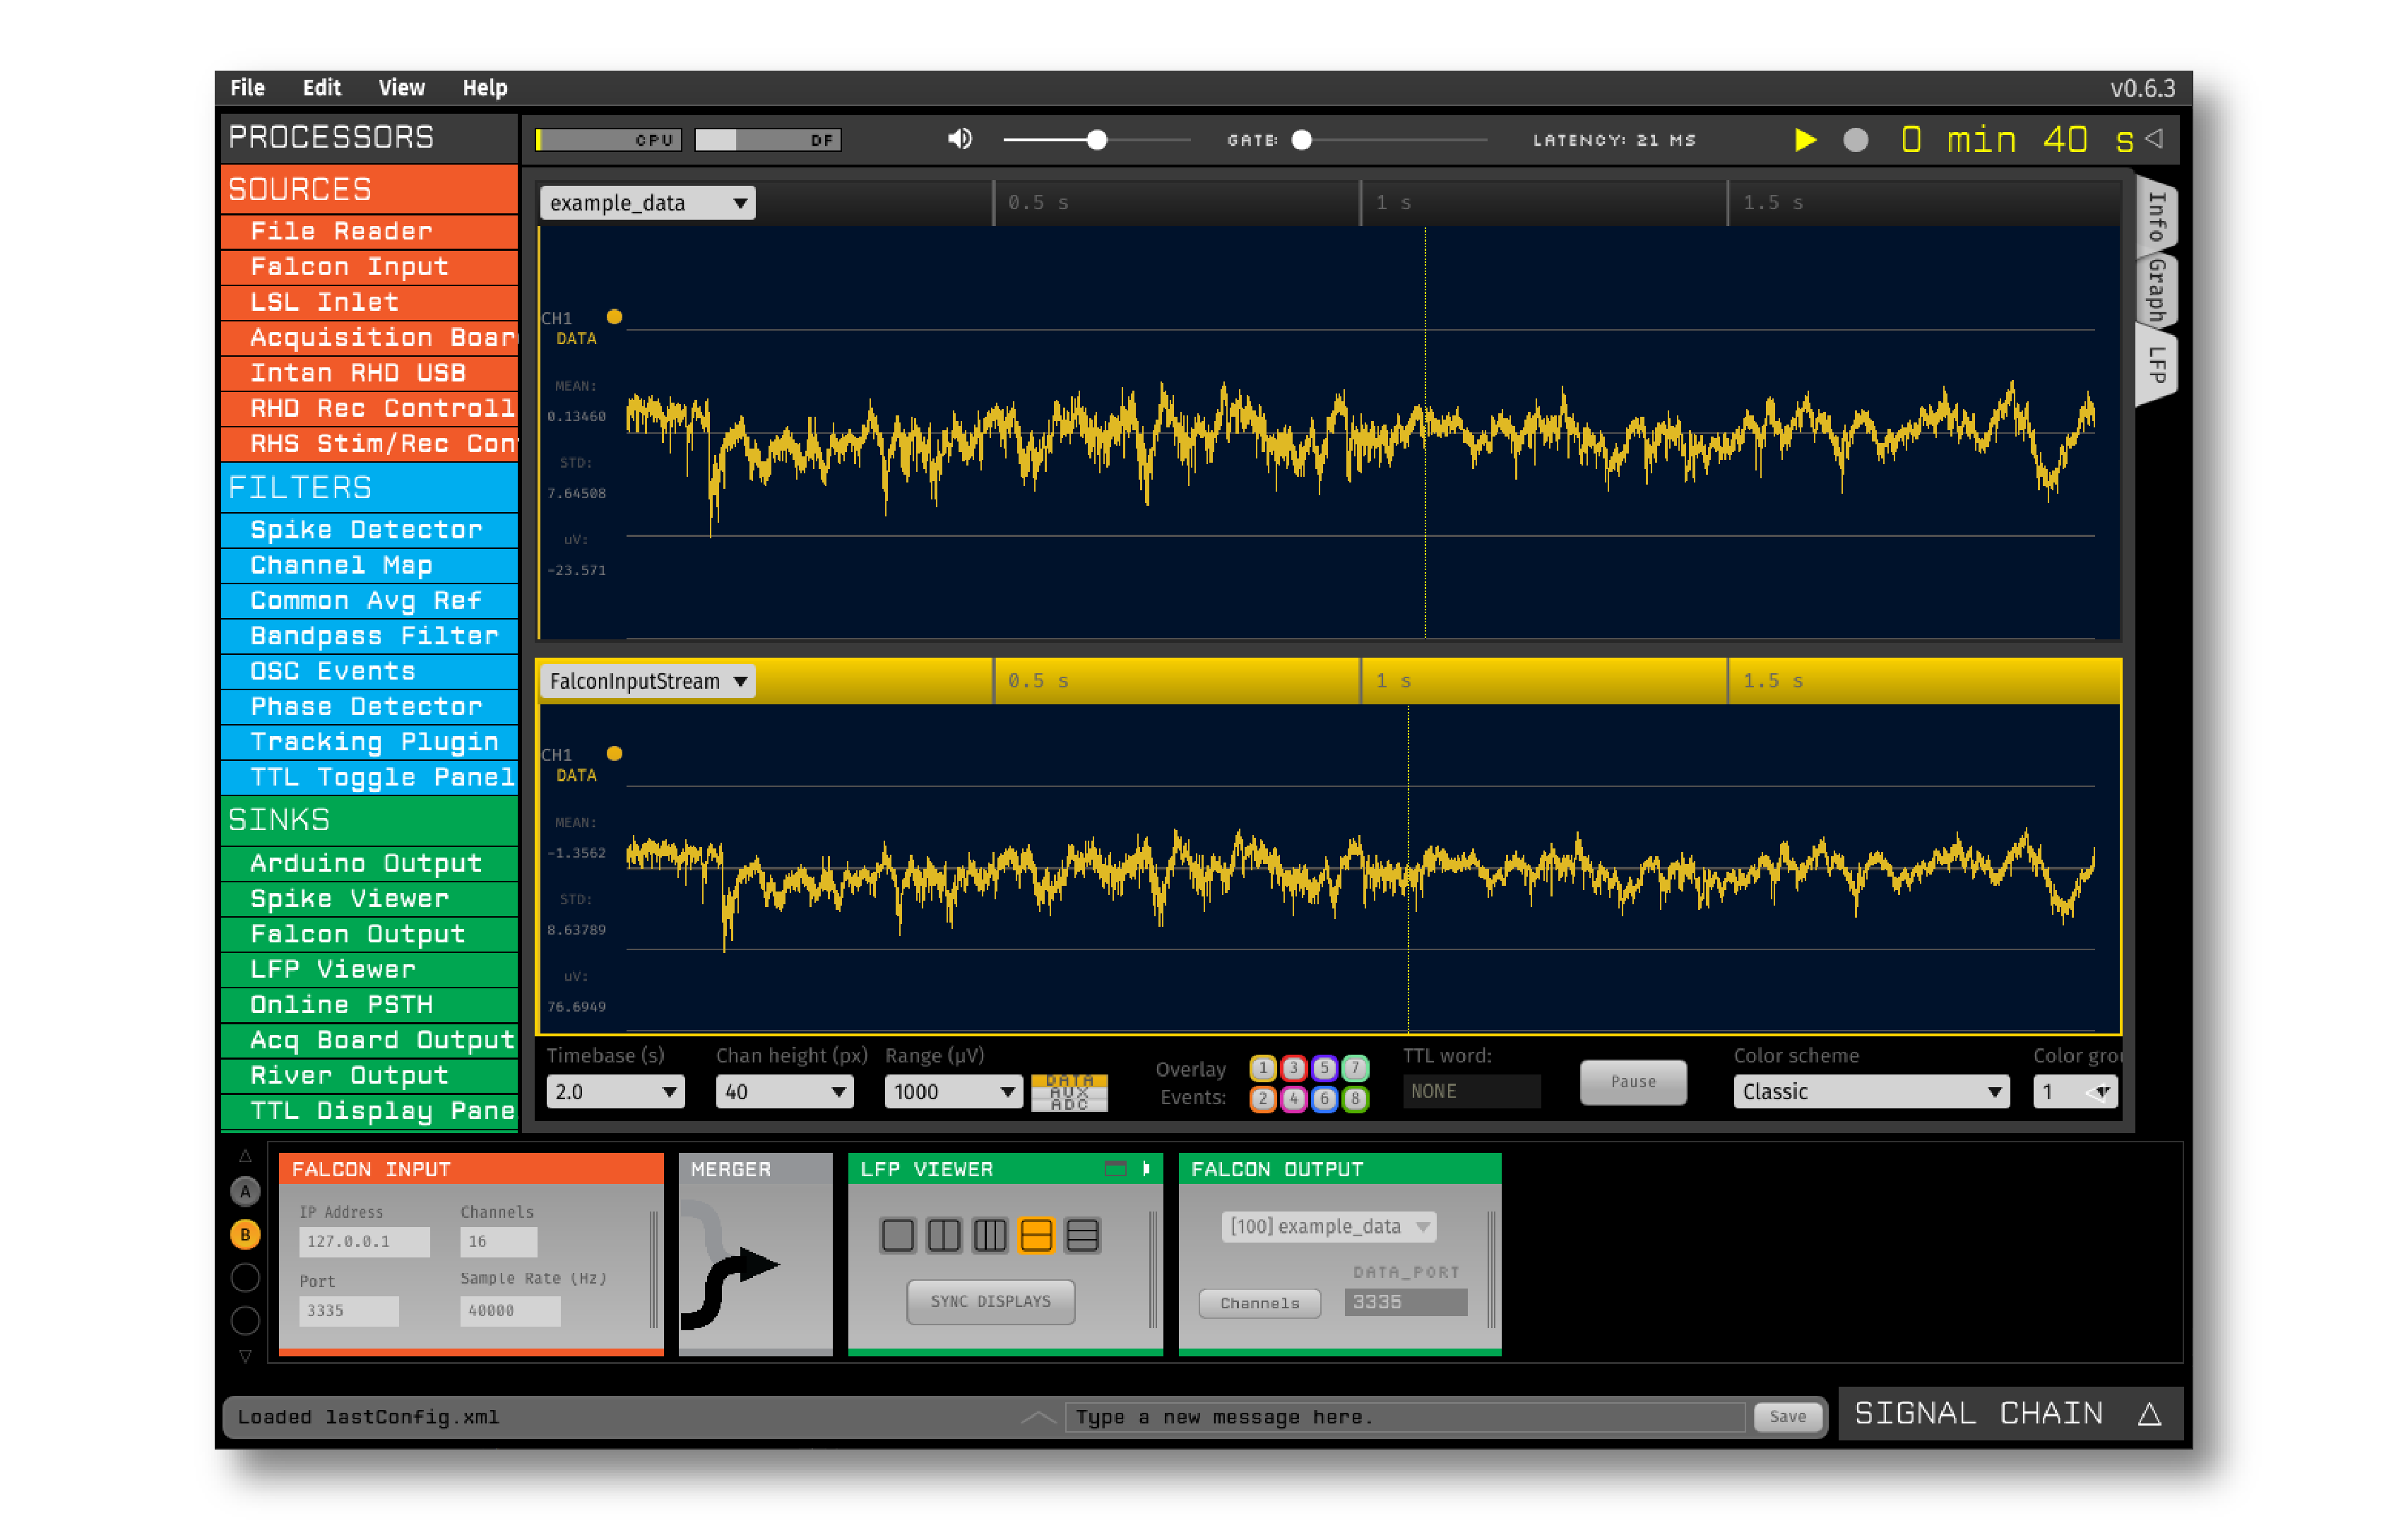 File Edit View Help v0.6.3
PROCESSORS
CPU DF GATE: LATENCY: 21 MS 0 min 40 s
SOURCES
File Reader
Falcon Input
LSL Inlet
Acquisition Boar
Intan RHD USB
RHD Rec Controll
RHS Stim/Rec Con
FILTERS
Spike Detector
Channel Map
Common Avg Ref
Bandpass Filter
OSC Events
Phase Detector
Tracking Plugin
TTL Toggle Panel
SINKS
Arduino Output
Spike Viewer
Falcon Output
LFP Viewer
Online PSTH
Acq Board Output
River Output
TTL Display Pane
example_data 0.5 s 1 s 1.5 s
CH1
DATA
MEAN:
0.13460
STD:
7.64508
uV:
-23.571
Info
Graph
LFP
FalconInputStream 0.5 s 1 s 1.5 s
CH1
DATA
MEAN:
-1.3562
STD:
8.63789
uV:
76.6949
Timebase (s) Chan height (px) Range (µV) TTL word: Color scheme Color grou
2.0 40 1000 NONE Pause Classic 1
DATA
AUX
ADC
Overlay 1 3 5 7
Events: 2 4 6 8
A
B
FALCON INPUT
IP Address Channels
127.0.0.1 16
Port Sample Rate (Hz)
3335 40000
MERGER
LFP VIEWER
SYNC DISPLAYS
FALCON OUTPUT
[100] example_data
DATA_PORT
Channels 3335
Loaded lastConfig.xml Type a new message here. Save SIGNAL CHAIN